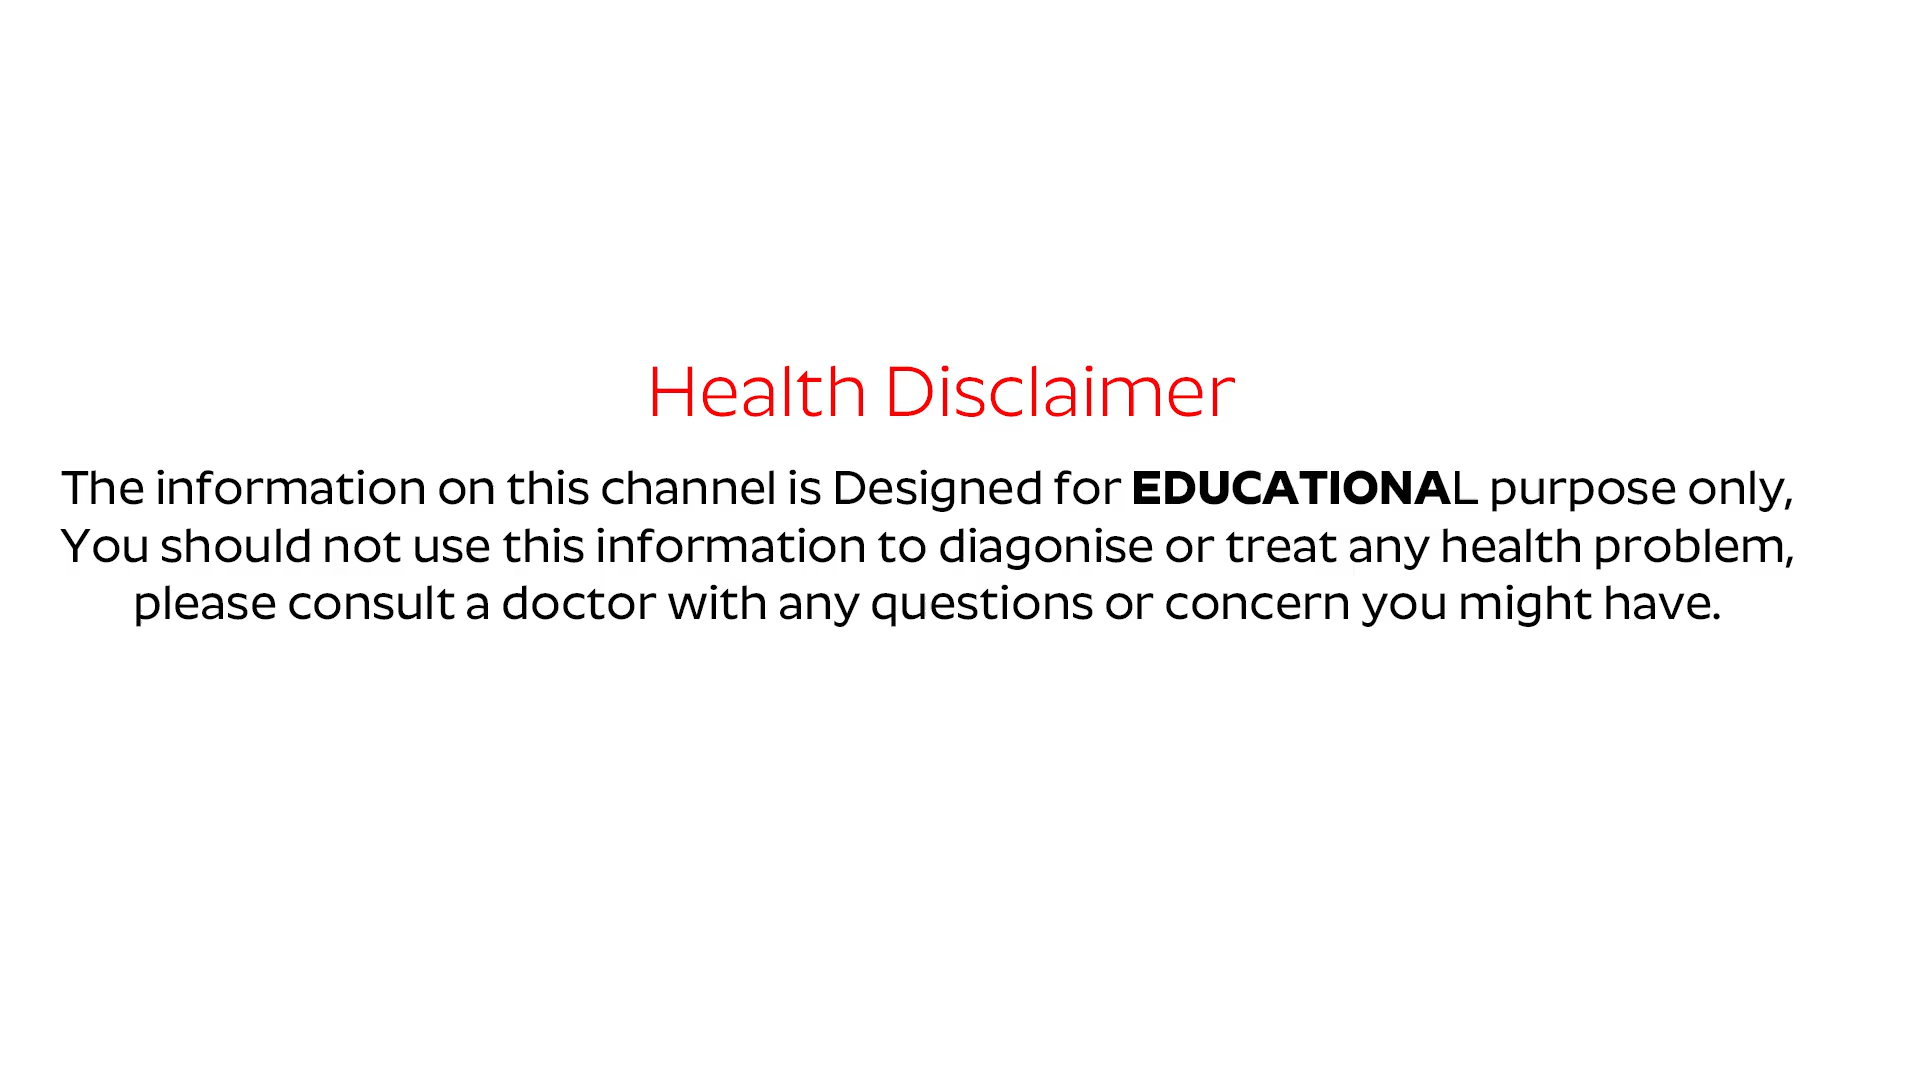 Health Disclaimer
The information on this channel is Designed for EDUCATIONAL purpose only,
You should not use this information to diagonise or treat any health problem,
please consult a doctor with any questions or concern you might have.